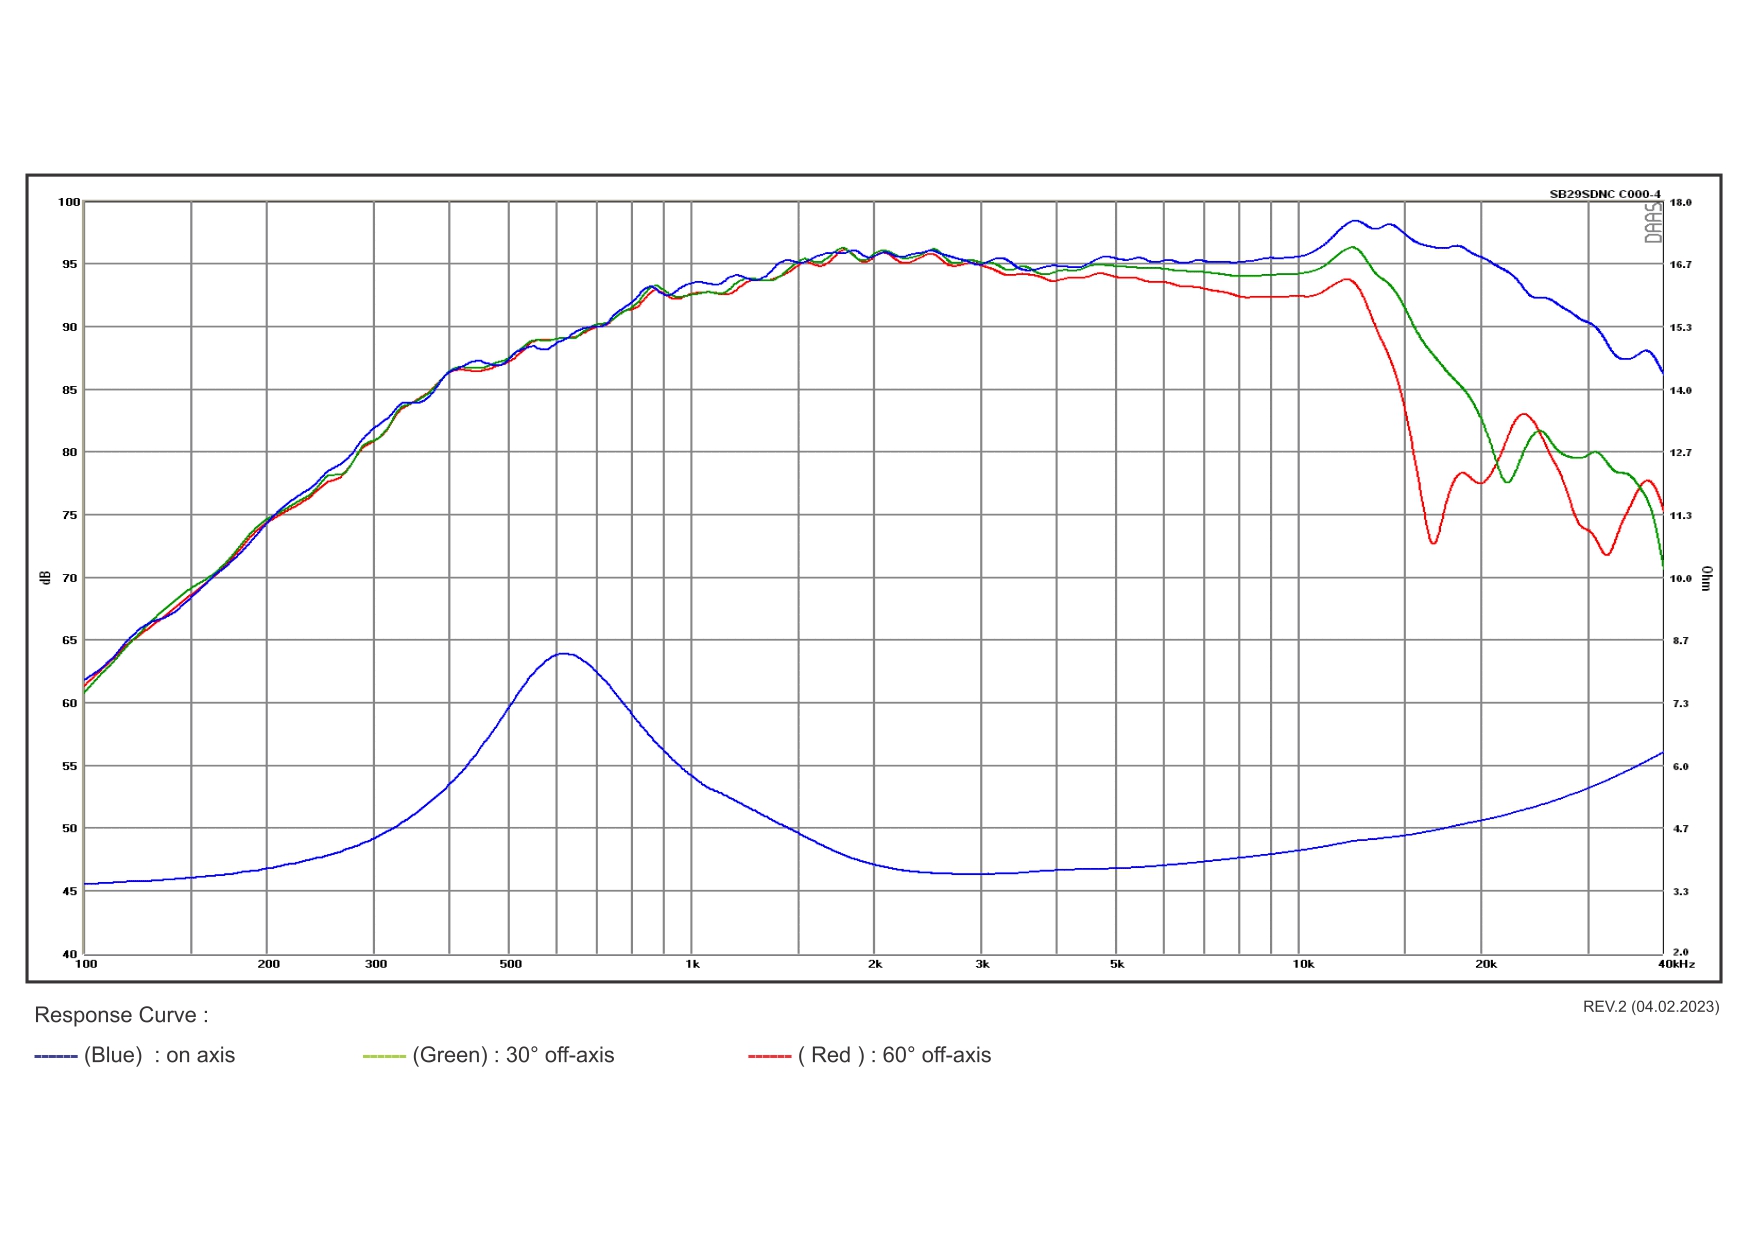 SB29SDNC C000-4
100 18.0
DAAS
95 16.7
90 15.3
85 14.0
80 12.7
75 11.3
dB 70 10.0 Ohm
65 8.7
60 7.3
55 6.0
50 4.7
45 3.3
40 2.0
100 200 300 500 1k 2k 3k 5k 10k 20k 40kHz
REV.2 (04.02.2023)
Response Curve :
(Blue) : on axis (Green) : 30° off-axis ( Red ) : 60° off-axis